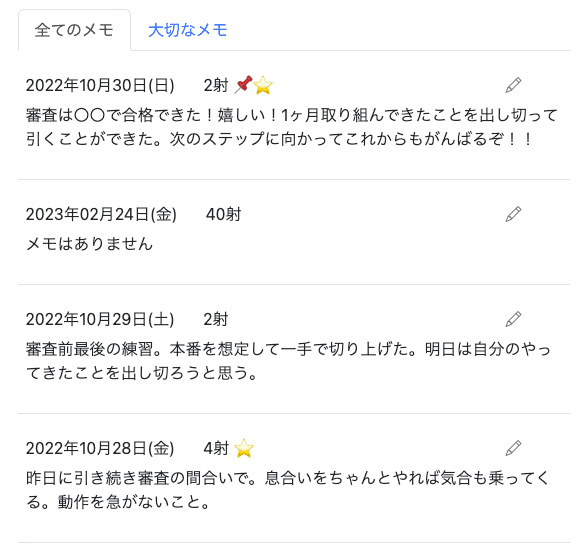 全てのメモ 大切なメモ
2022年10月30日(日) 2射 📌⭐
審査は〇〇で合格できた！嬉しい！1ヶ月取り組んできたことを出し切って
引くことができた。次のステップに向かってこれからもがんばるぞ！！
2023年02月24日(金) 40射
メモはありません
2022年10月29日(土) 2射
審査前最後の練習。本番を想定して一手で切り上げた。明日は自分のやっ
てきたことを出し切ろうと思う。
2022年10月28日(金) 4射 ⭐
昨日に引き続き審査の間合いで。息合いをちゃんとやれば気合も乗ってく
る。動作を急がないこと。